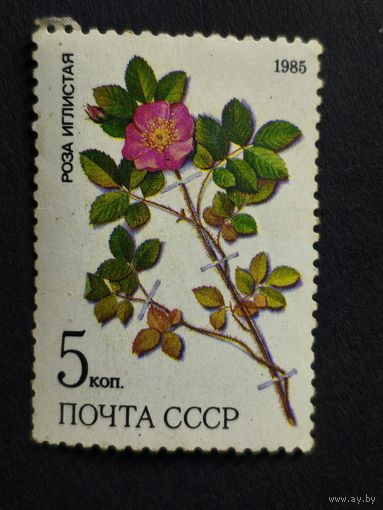 1985
РОЗА ИГЛИСТАЯ
5 коп.
ПОЧТА СССР
www.ay.by